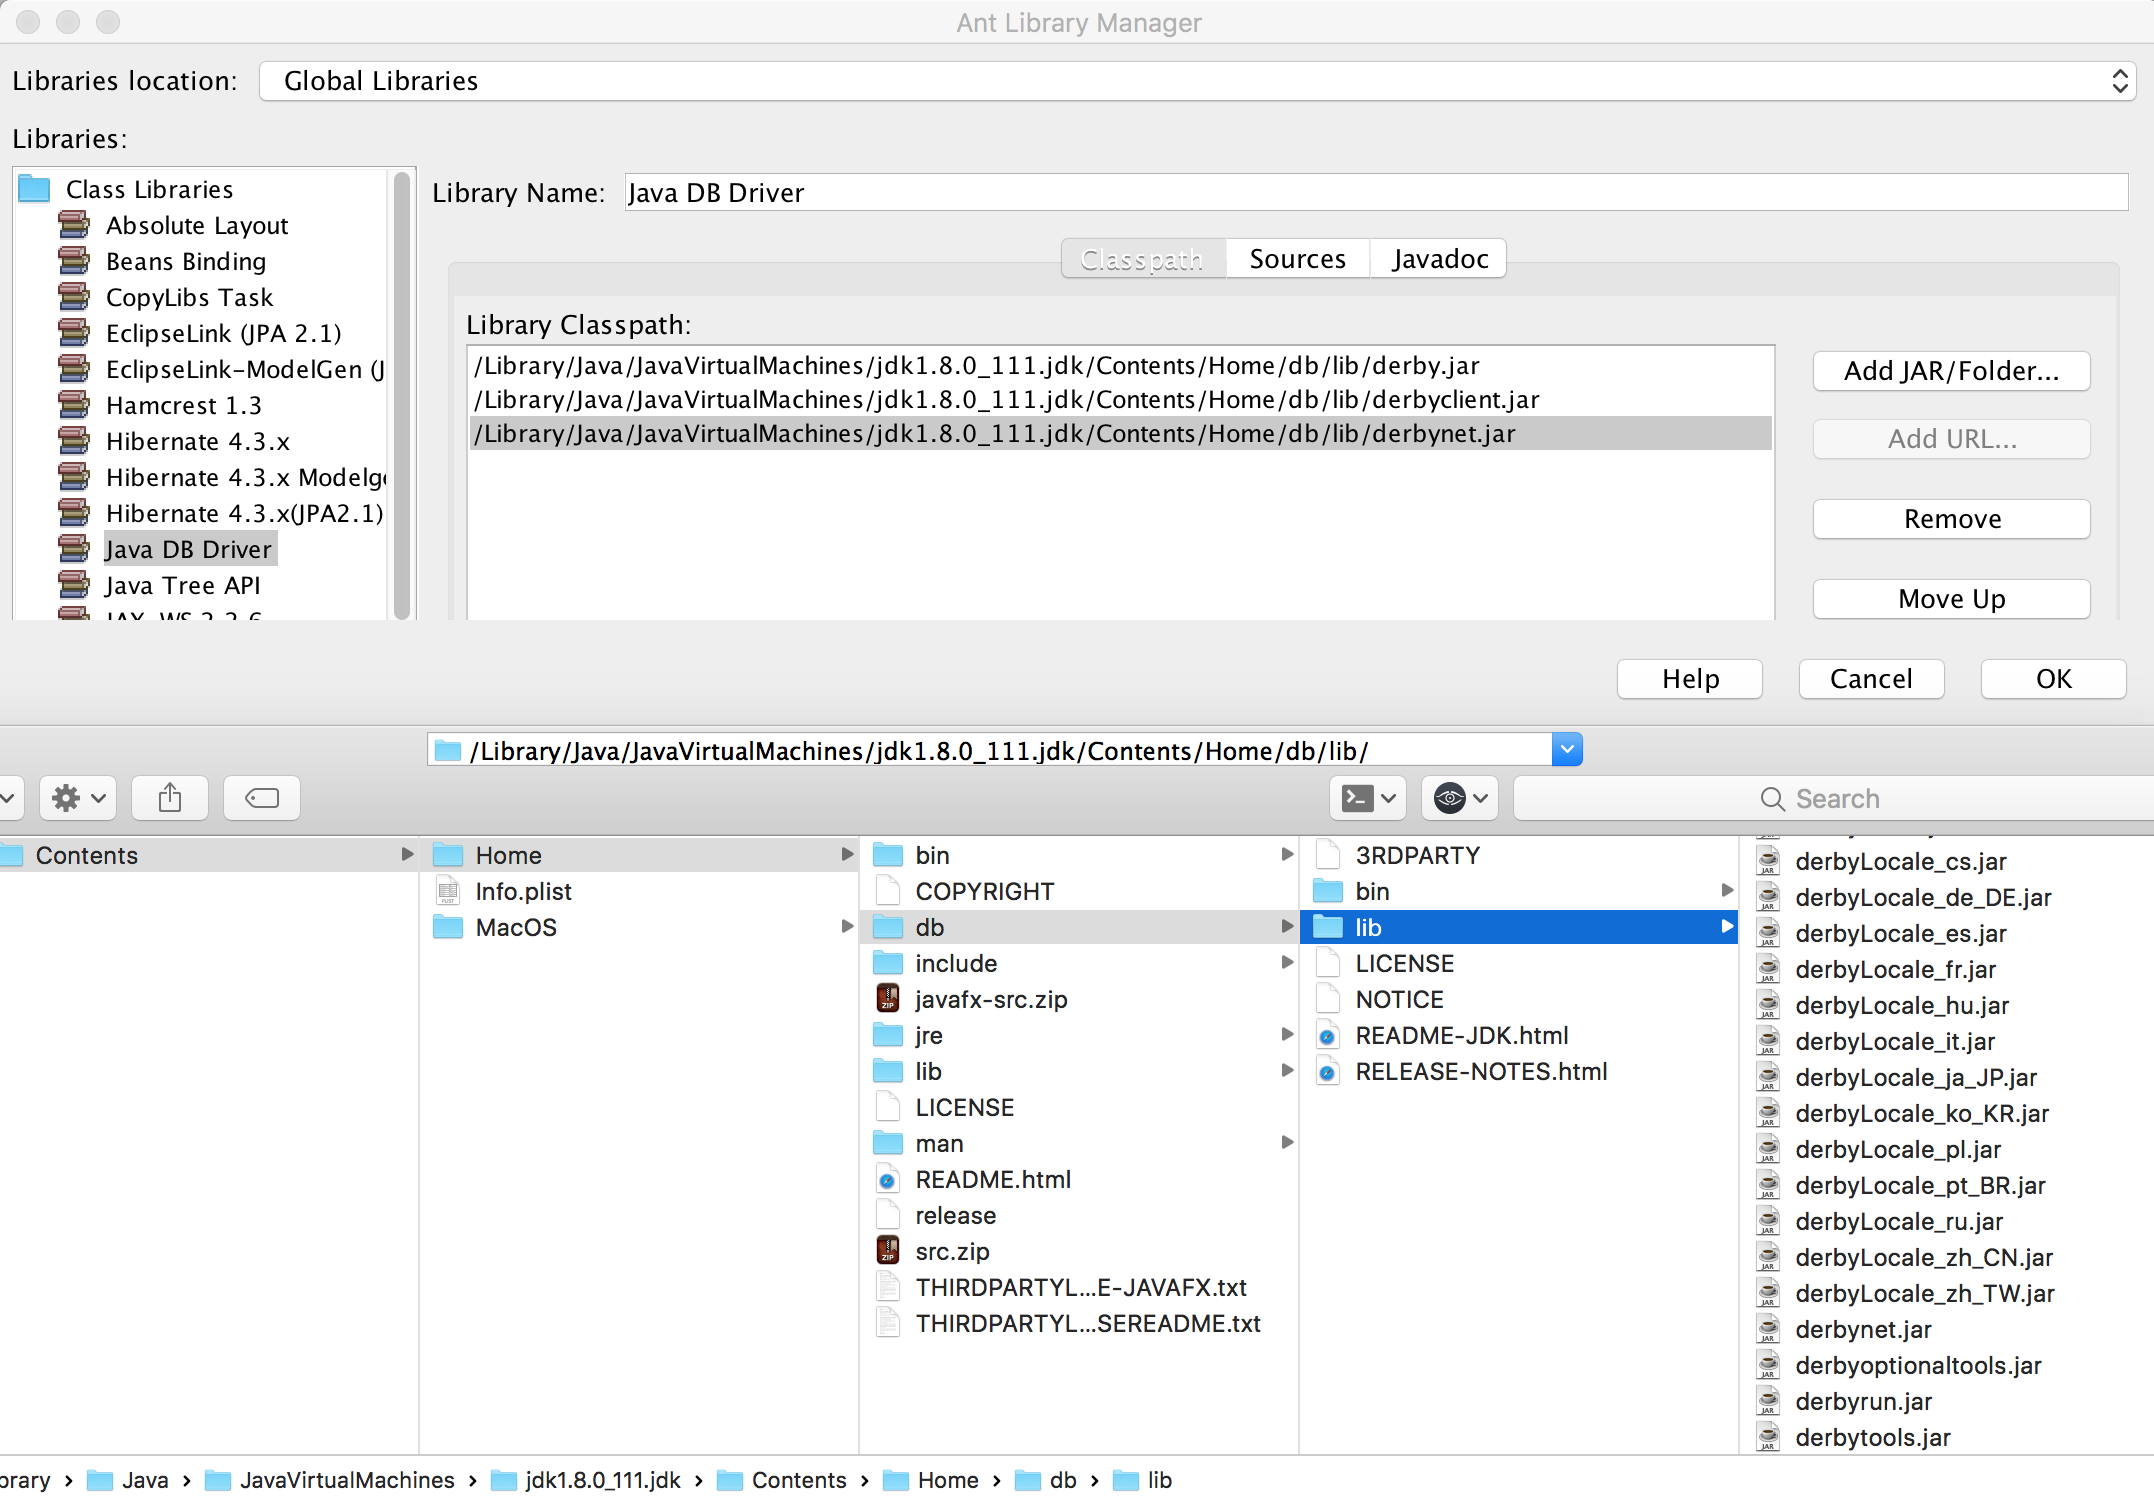 Ant Library Manager
Libraries location: Global Libraries
Libraries:
Class Libraries
Absolute Layout
Beans Binding
CopyLibs Task
EclipseLink (JPA 2.1)
EclipseLink-ModelGen (J
Hamcrest 1.3
Hibernate 4.3.x
Hibernate 4.3.x Modelge
Hibernate 4.3.x(JPA2.1)
Java DB Driver
Java Tree API
JAX-WS 2.2.6
Library Name: Java DB Driver
Classpath Sources Javadoc
Library Classpath:
/Library/Java/JavaVirtualMachines/jdk1.8.0_111.jdk/Contents/Home/db/lib/derby.jar
/Library/Java/JavaVirtualMachines/jdk1.8.0_111.jdk/Contents/Home/db/lib/derbyclient.jar
/Library/Java/JavaVirtualMachines/jdk1.8.0_111.jdk/Contents/Home/db/lib/derbynet.jar
Add JAR/Folder...
Add URL...
Remove
Move Up
Help Cancel OK
/Library/Java/JavaVirtualMachines/jdk1.8.0_111.jdk/Contents/Home/db/lib/
Search
Contents
Home
Info.plist
MacOS
bin
COPYRIGHT
db
include
javafx-src.zip
jre
lib
LICENSE
man
README.html
release
src.zip
THIRDPARTYL...E-JAVAFX.txt
THIRDPARTYL...SEREADME.txt
3RDPARTY
bin
lib
LICENSE
NOTICE
README-JDK.html
RELEASE-NOTES.html
derbyLocale_cs.jar
derbyLocale_de_DE.jar
derbyLocale_es.jar
derbyLocale_fr.jar
derbyLocale_hu.jar
derbyLocale_it.jar
derbyLocale_ja_JP.jar
derbyLocale_ko_KR.jar
derbyLocale_pl.jar
derbyLocale_pt_BR.jar
derbyLocale_ru.jar
derbyLocale_zh_CN.jar
derbyLocale_zh_TW.jar
derbynet.jar
derbyoptionaltools.jar
derbyrun.jar
derbytools.jar
brary › Java › JavaVirtualMachines › jdk1.8.0_111.jdk › Contents › Home › db › lib